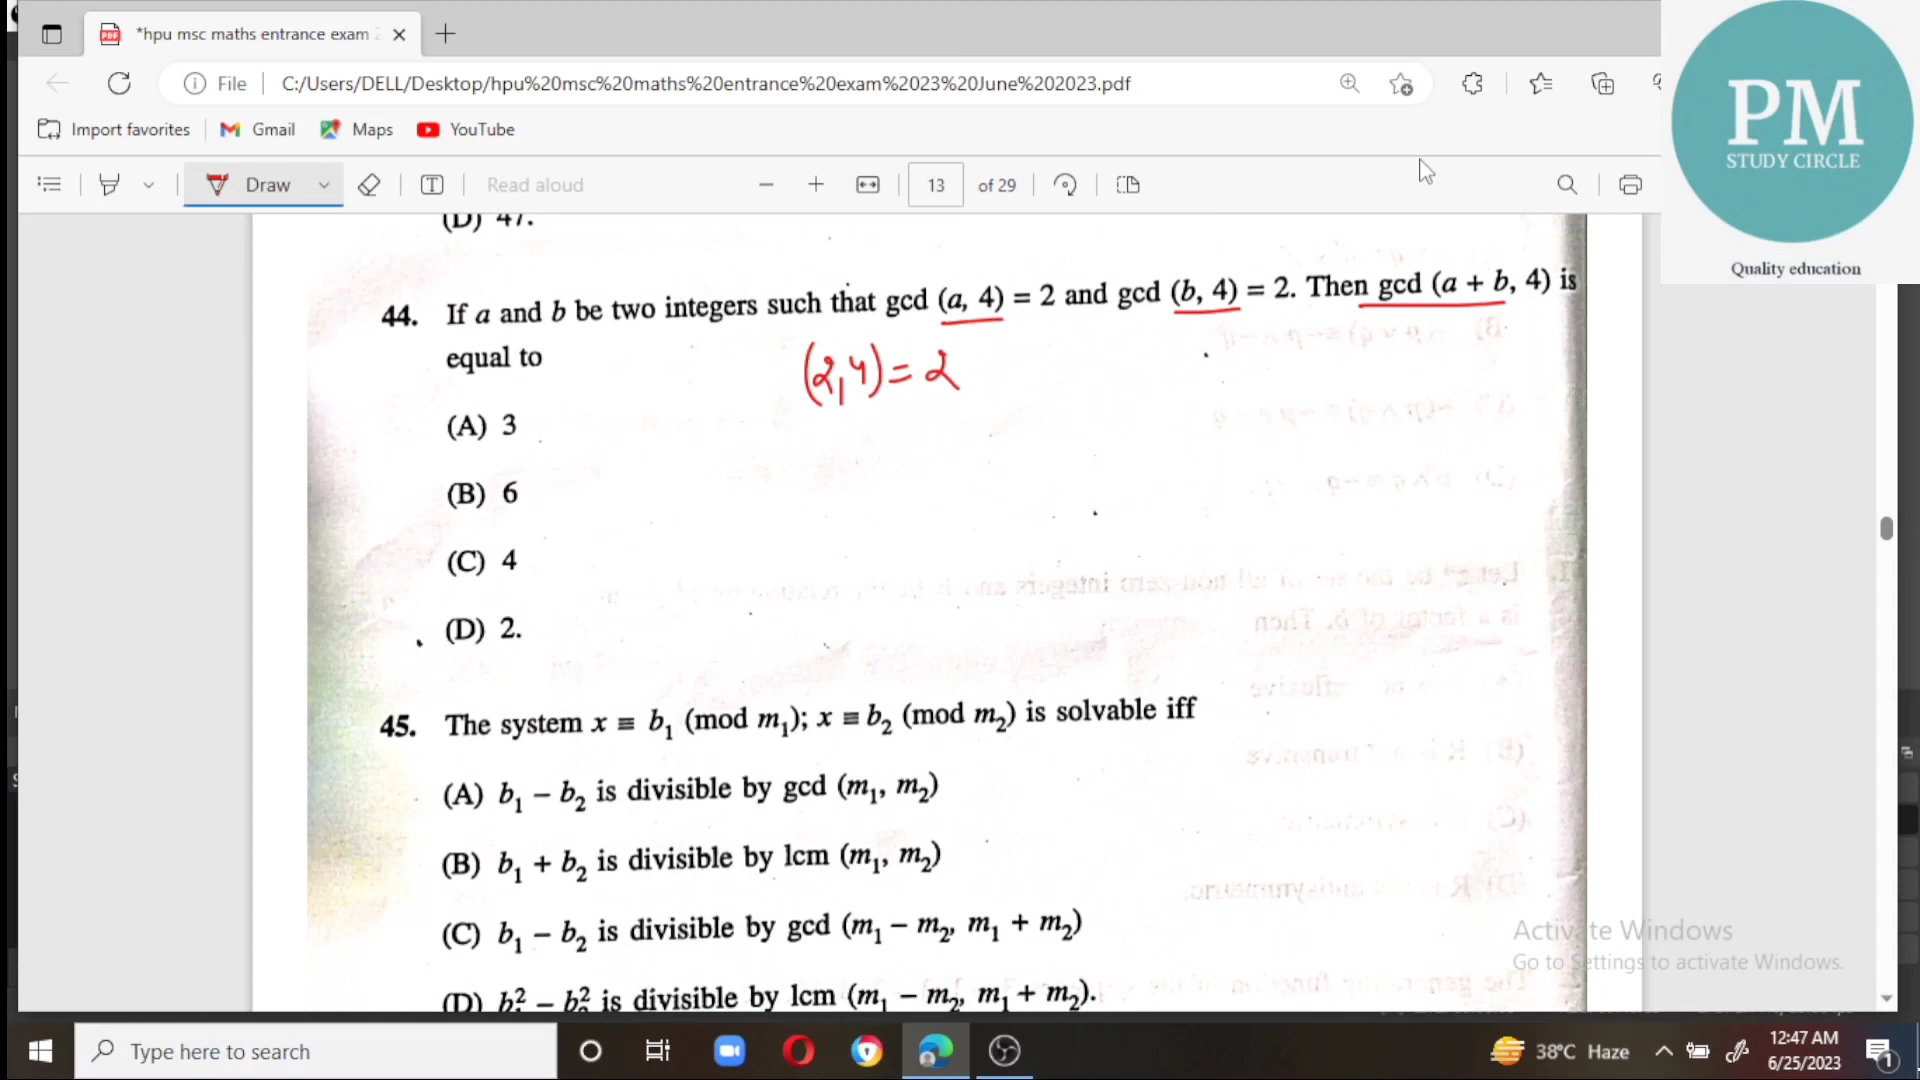 *hpu msc maths entrance exam 2
File
C:/Users/DELL/Desktop/hpu%20msc%20maths%20entrance%20exam%2023%20June%202023.pdf
Import favorites
Gmail
Maps
YouTube
Draw
Read aloud
13 of 29
PM
STUDY CIRCLE
Quality education
(D) 47.
44. If a and b be two integers such that gcd (a, 4) = 2 and gcd (b, 4) = 2. Then gcd (a + b, 4) is
equal to
(2,4) = 2
(A) 3
(B) 6
(C) 4
(D) 2.
45. The system x ≡ b₁ (mod m₁); x ≡ b₂ (mod m₂) is solvable iff
(A) b₁ − b₂ is divisible by gcd (m₁, m₂)
(B) b₁ + b₂ is divisible by lcm (m₁, m₂)
(C) b₁ − b₂ is divisible by gcd (m₁ − m₂, m₁ + m₂)
(D) b₁² − b₂² is divisible by lcm (m₁ − m₂, m₁ + m₂).
Activate Windows
Go to Settings to activate Windows.
Type here to search
38°C Haze
12:47 AM
6/25/2023
1